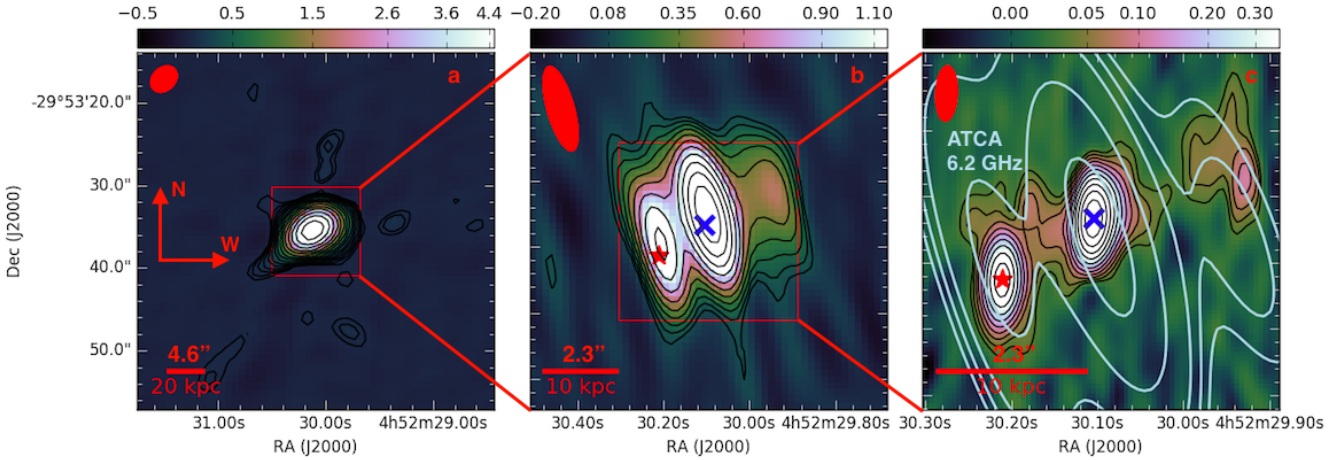 −0.5 0.5 1.5 2.6 3.6 4.4
−0.20 0.08 0.35 0.60 0.90 1.10
0.00 0.05 0.10 0.20 0.30
a
b
c
-29°53'20.0"
30.0"
40.0"
50.0"
Dec (J2000)
N
W
ATCA
6.2 GHz
4.6”
20 kpc
2.3”
10 kpc
2.3”
10 kpc
31.00s 30.00s 4h52m29.00s
30.40s 30.20s 30.00s 4h52m29.80s
30.30s 30.20s 30.10s 30.00s 4h52m29.90s
RA (J2000)
RA (J2000)
RA (J2000)